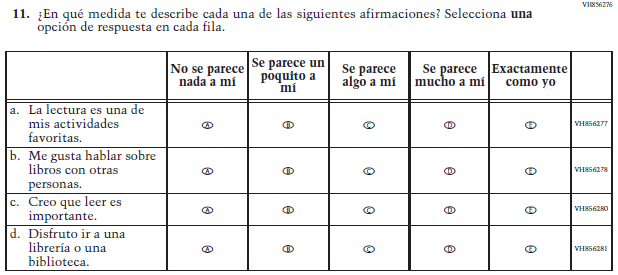 VH856276
11. ¿En qué medida te describe cada una de las siguientes afirmaciones? Selecciona una
opción de respuesta en cada fila.
No se parece
nada a mí
Se parece un
poquito a
mí
Se parece
algo a mí
Se parece
mucho a mí
Exactamente
como yo
a. La lectura es una de
mis actividades
favoritas.
A B C D E VH856277
b. Me gusta hablar sobre
libros con otras
personas.
A B C D E VH856278
c. Creo que leer es
importante.
A B C D E VH856280
d. Disfruto ir a una
librería o una
biblioteca.
A B C D E VH856281